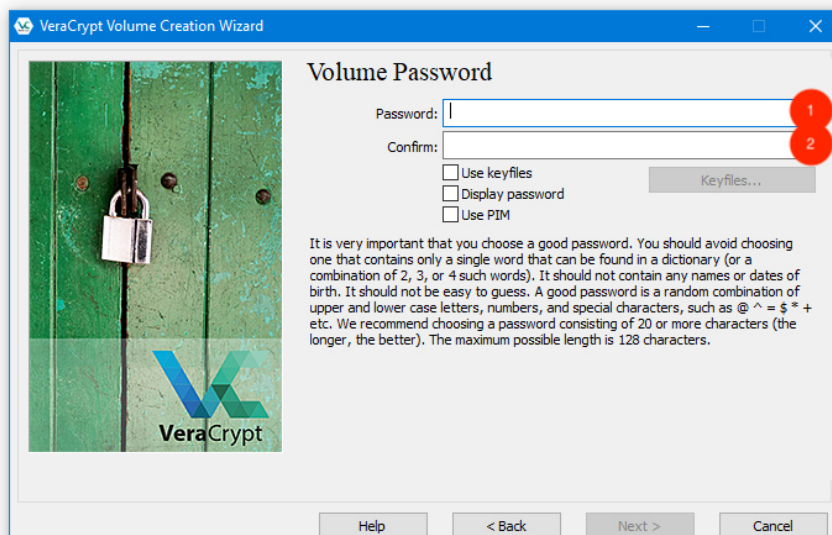 VeraCrypt Volume Creation Wizard
Volume Password
Password:
1
Confirm:
2
Use keyfiles
Keyfiles...
Display password
Use PIM
It is very important that you choose a good password. You should avoid choosing
one that contains only a single word that can be found in a dictionary (or a
combination of 2, 3, or 4 such words). It should not contain any names or dates of
birth. It should not be easy to guess. A good password is a random combination of
upper and lower case letters, numbers, and special characters, such as @ ^ = $ * +
etc. We recommend choosing a password consisting of 20 or more characters (the
longer, the better). The maximum possible length is 128 characters.
VeraCrypt
Help
< Back
Next >
Cancel